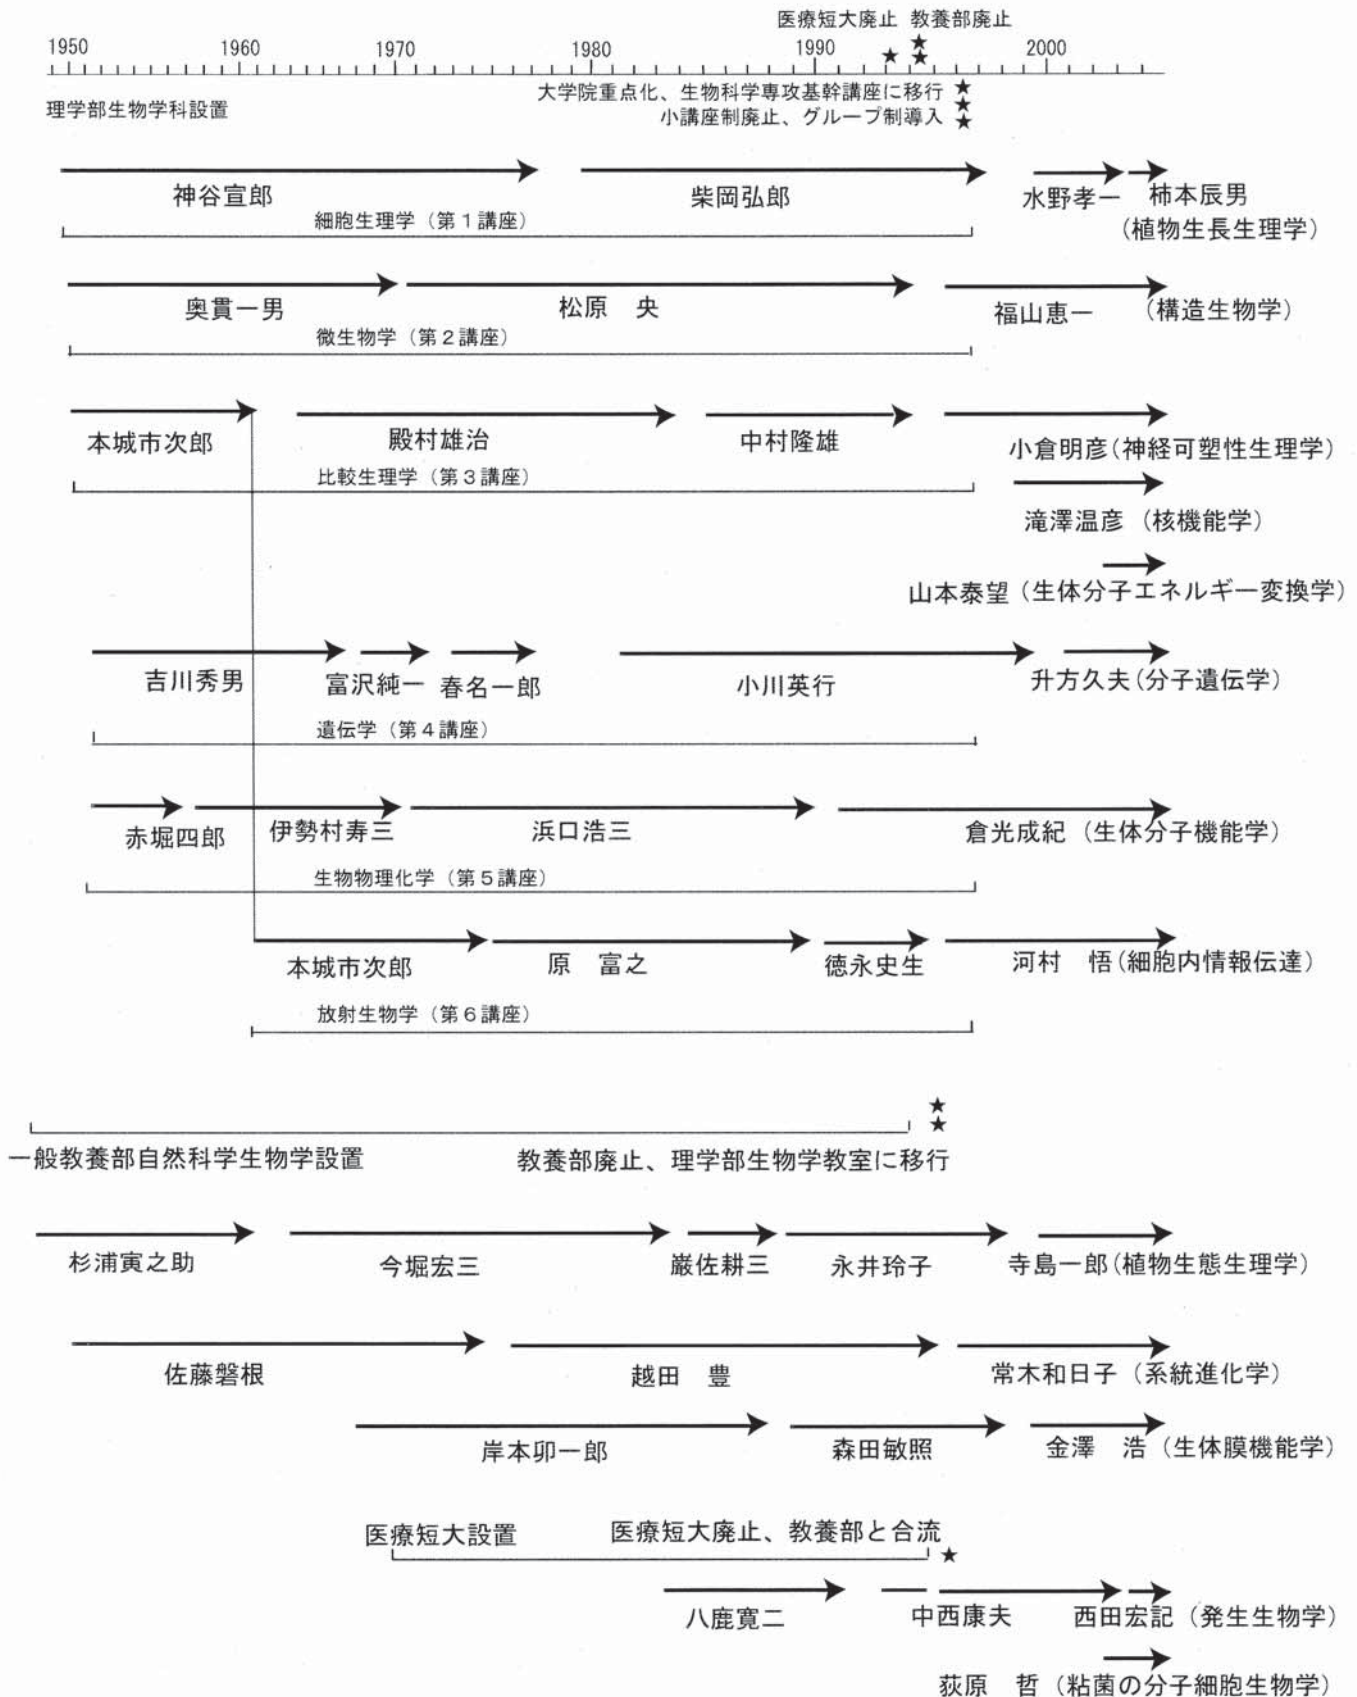 医療短大廃止 教養部廃止
1950 1960 1970 1980 1990 2000
★ ★
★
理学部生物学科設置
大学院重点化、生物科学専攻基幹講座に移行
小講座制廃止、グループ制導入
★
★
★
神谷宣郎 柴岡弘郎 水野孝一 柿本辰男
(植物生長生理学)
細胞生理学（第１講座）
奥貫一男 松原 央 福山恵一 (構造生物学)
微生物学（第２講座）
本城市次郎 殿村雄治 中村隆雄 小倉明彦(神経可塑性生理学)
比較生理学（第３講座）
滝澤温彦（核機能学）
山本泰望（生体分子エネルギー変換学）
吉川秀男 富沢純一 春名一郎 小川英行 升方久夫(分子遺伝学)
遺伝学（第４講座）
赤堀四郎 伊勢村寿三 浜口浩三 倉光成紀（生体分子機能学）
生物物理化学（第５講座）
本城市次郎 原 富之 徳永史生 河村 悟(細胞内情報伝達)
放射生物学（第６講座）
★
★
一般教養部自然科学生物学設置 教養部廃止、理学部生物学教室に移行
杉浦寅之助 今堀宏三 巌佐耕三 永井玲子 寺島一郎(植物生態生理学)
佐藤磐根 越田 豊 常木和日子（系統進化学）
岸本卯一郎 森田敏照 金澤 浩（生体膜機能学）
医療短大設置 医療短大廃止、教養部と合流 ★
八鹿寛二 中西康夫 西田宏記（発生生物学）
荻原 哲（粘菌の分子細胞生物学）